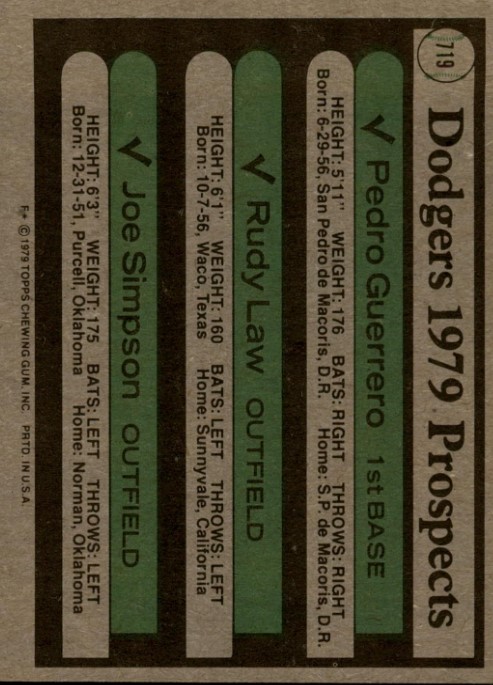 719
Dodgers 1979 Prospects
Pedro Guerrero 1st BASE
HEIGHT: 5'11" WEIGHT: 176 BATS: RIGHT THROWS: RIGHT
Born: 6-29-56, San Pedro de Macoris, D.R. Home: S.P. de Macoris, D.R.
Rudy Law OUTFIELD
HEIGHT: 6'1" WEIGHT: 160 BATS: LEFT THROWS: LEFT
Born: 10-7-56, Waco, Texas Home: Sunnyvale, California
Joe Simpson OUTFIELD
HEIGHT: 6'3" WEIGHT: 175 BATS: LEFT THROWS: LEFT
Born: 12-31-51, Purcell, Oklahoma Home: Norman, Oklahoma
F* © 1979 TOPPS CHEWING GUM, INC. PRTD. IN U.S.A.